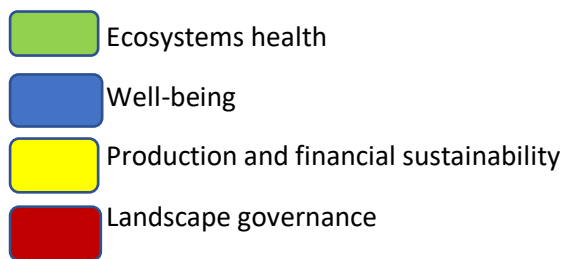 Ecosystems health
Well-being
Production and financial sustainability
Landscape governance